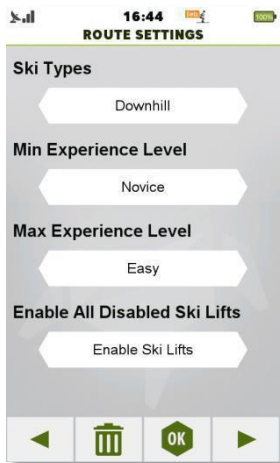 16:44
100%
ROUTE SETTINGS
Ski Types
Downhill
Min Experience Level
Novice
Max Experience Level
Easy
Enable All Disabled Ski Lifts
Enable Ski Lifts
OK